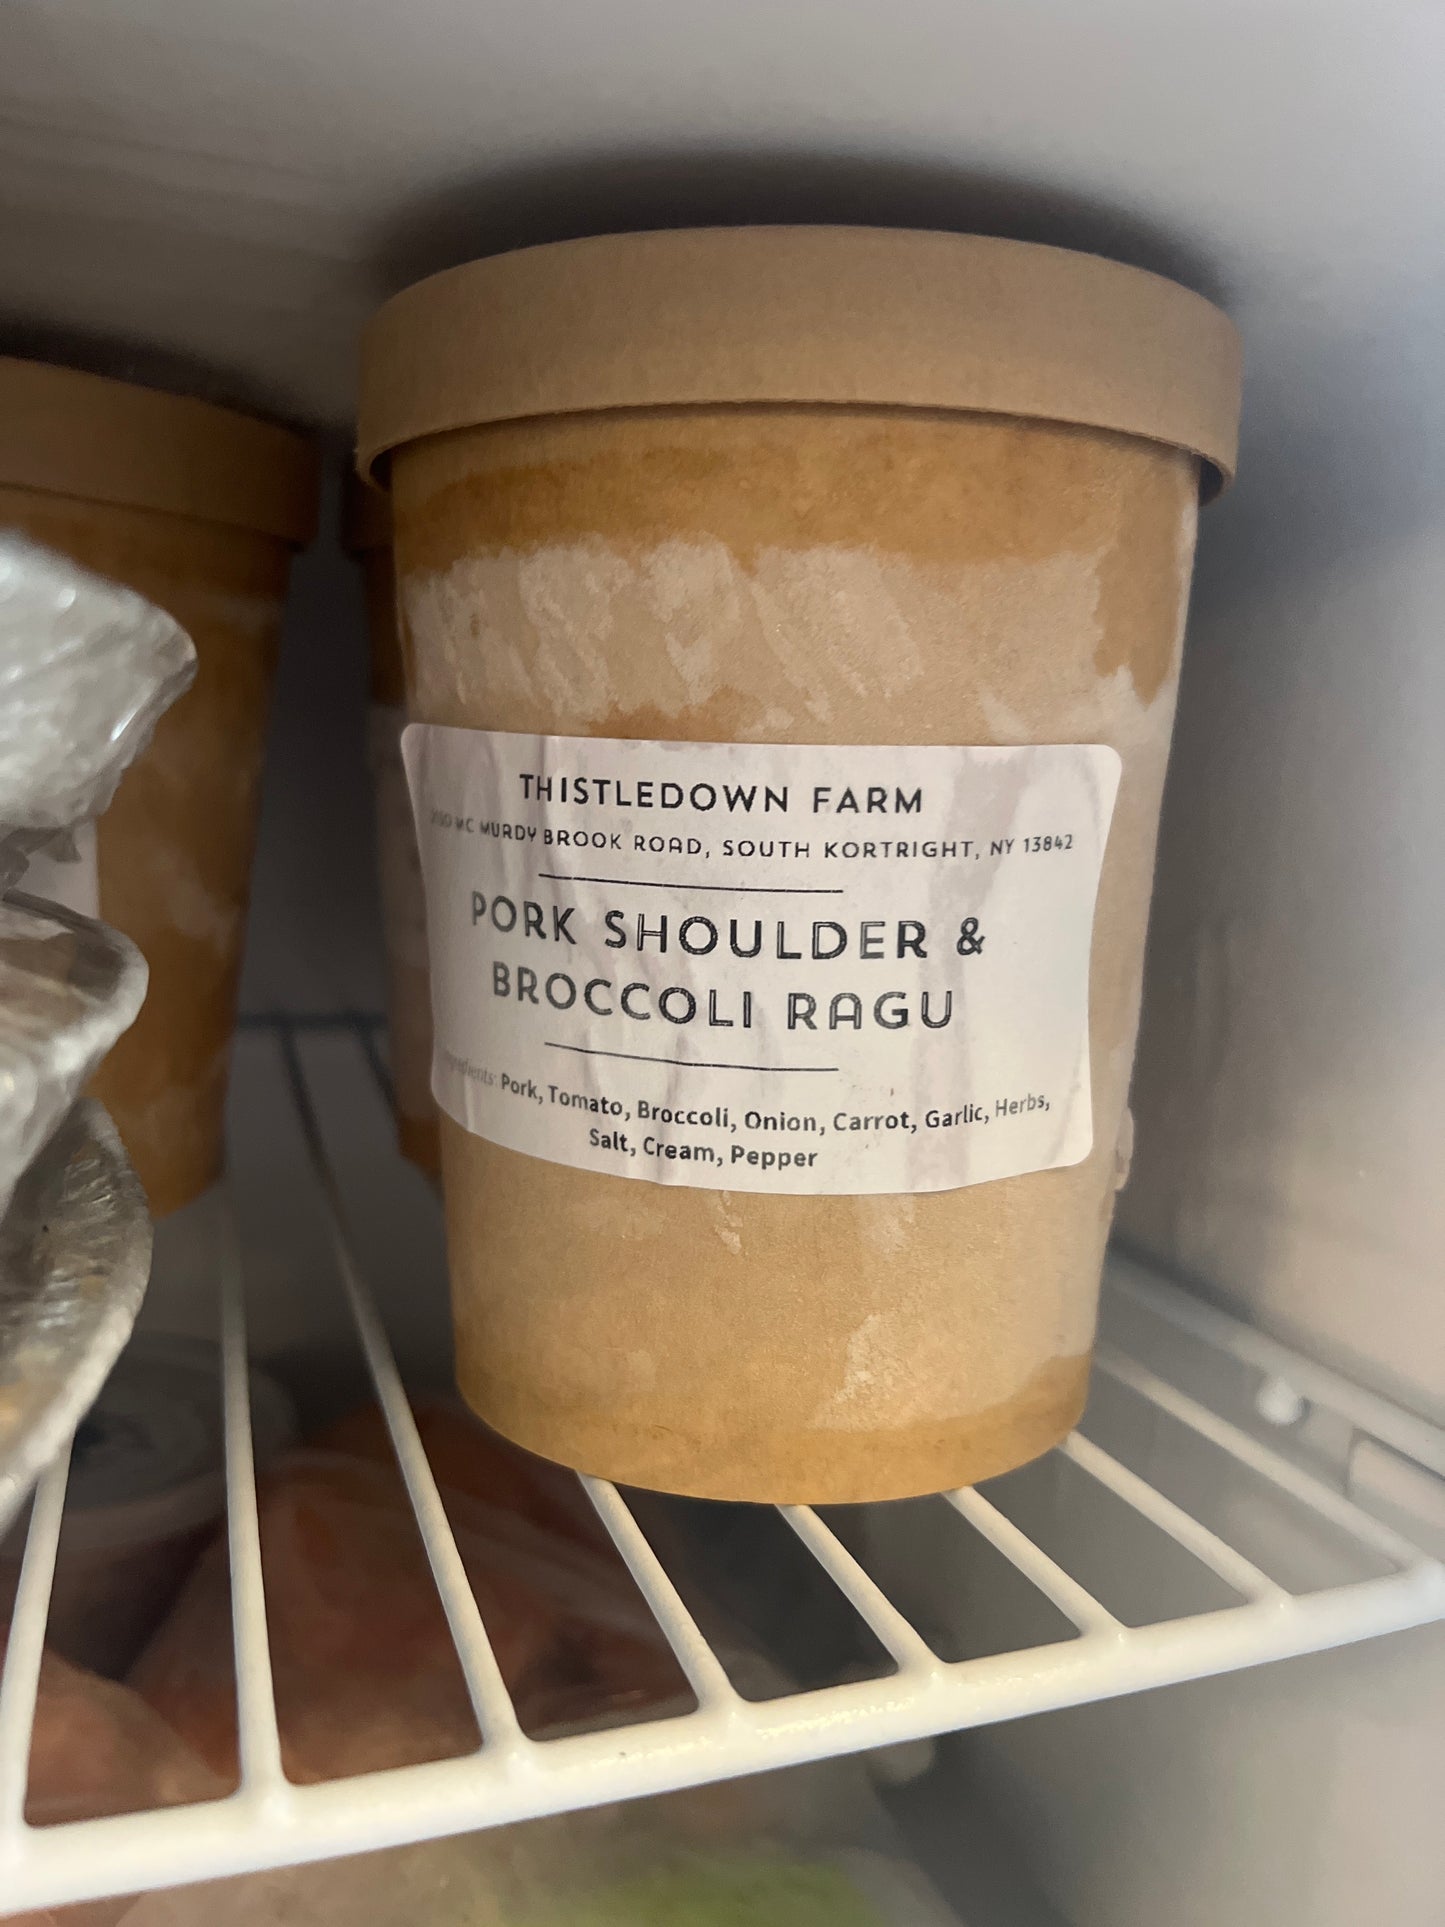 THISTLEDOWN FARM
MC MURDY BROOK ROAD, SOUTH KORTRIGHT, NY 13842
PORK SHOULDER &
BROCCOLI RAGU
Ingredients: Pork, Tomato, Broccoli, Onion, Carrot, Garlic, Herbs,
Salt, Cream, Pepper